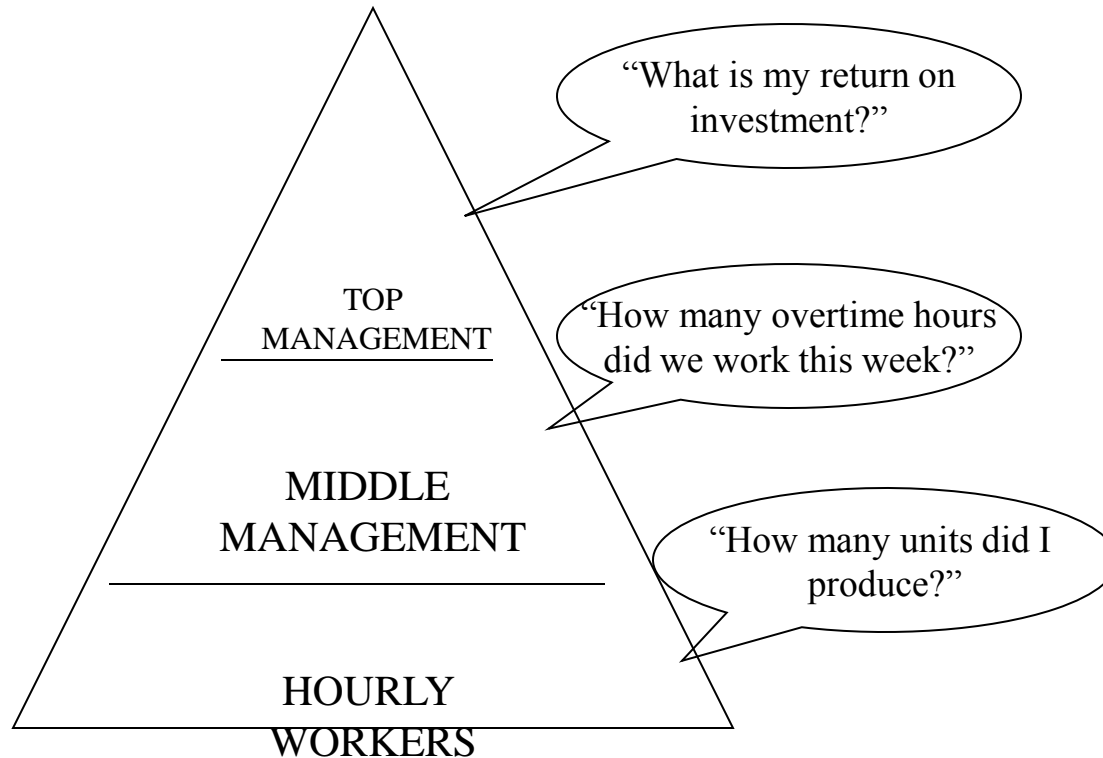 “What is my return on
investment?”
TOP
MANAGEMENT
“How many overtime hours
did we work this week?”
MIDDLE
MANAGEMENT
“How many units did I
produce?”
HOURLY
WORKERS